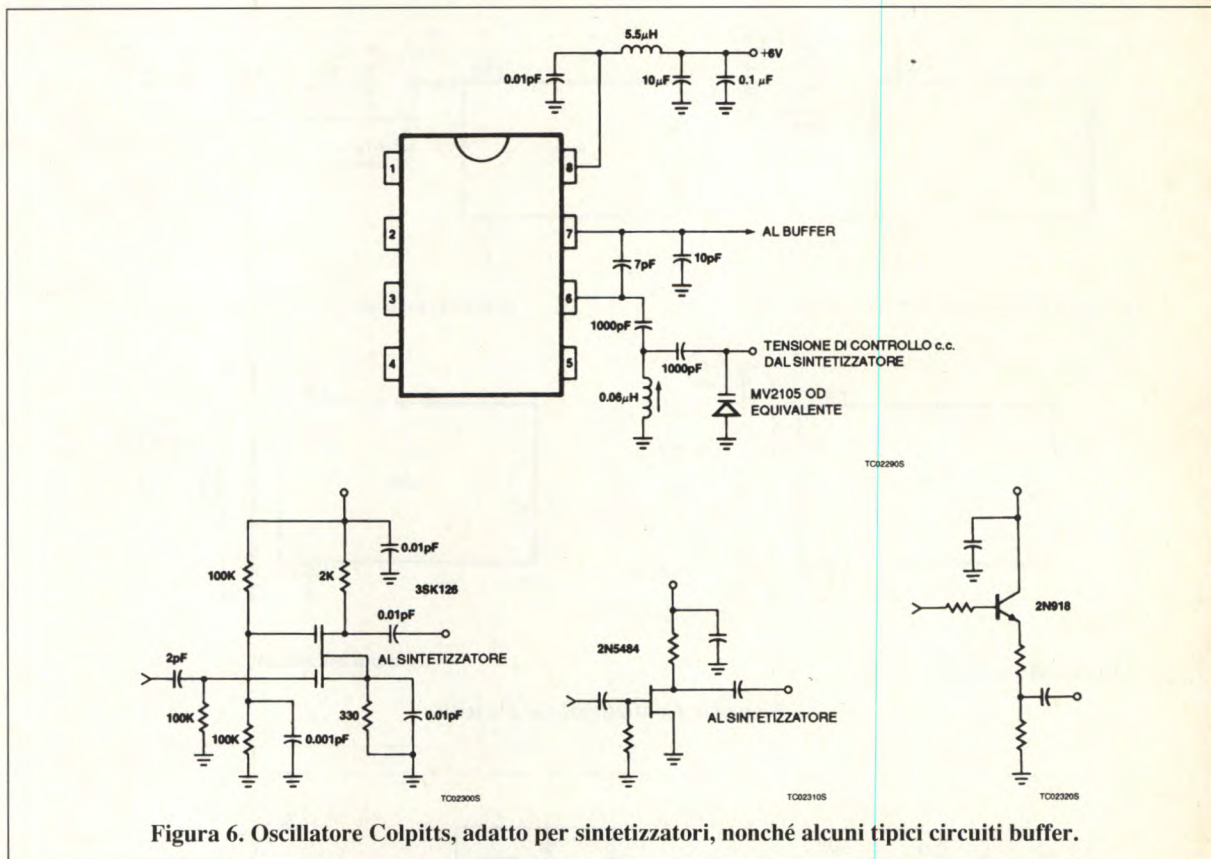 5.5μH
+6V
0.01pF
10μF
0.1 μF
1
8
2
7
AL BUFFER
7pF
10pF
3
6
1000pF
TENSIONE DI CONTROLLO c.c.
DAL SINTETIZZATORE
1000pF
4
5
0.06μH
MV2105 OD
EQUIVALENTE
TC02290S
0.01pF
100K
2K
3SK126
0.01pF
AL SINTETIZZATORE
2pF
100K
100K
0.001pF
330
0.01pF
TC02300S
2N5484
AL SINTETIZZATORE
TC02310S
2N918
TC02320S
Figura 6. Oscillatore Colpitts, adatto per sintetizzatori, nonché alcuni tipici circuiti buffer.